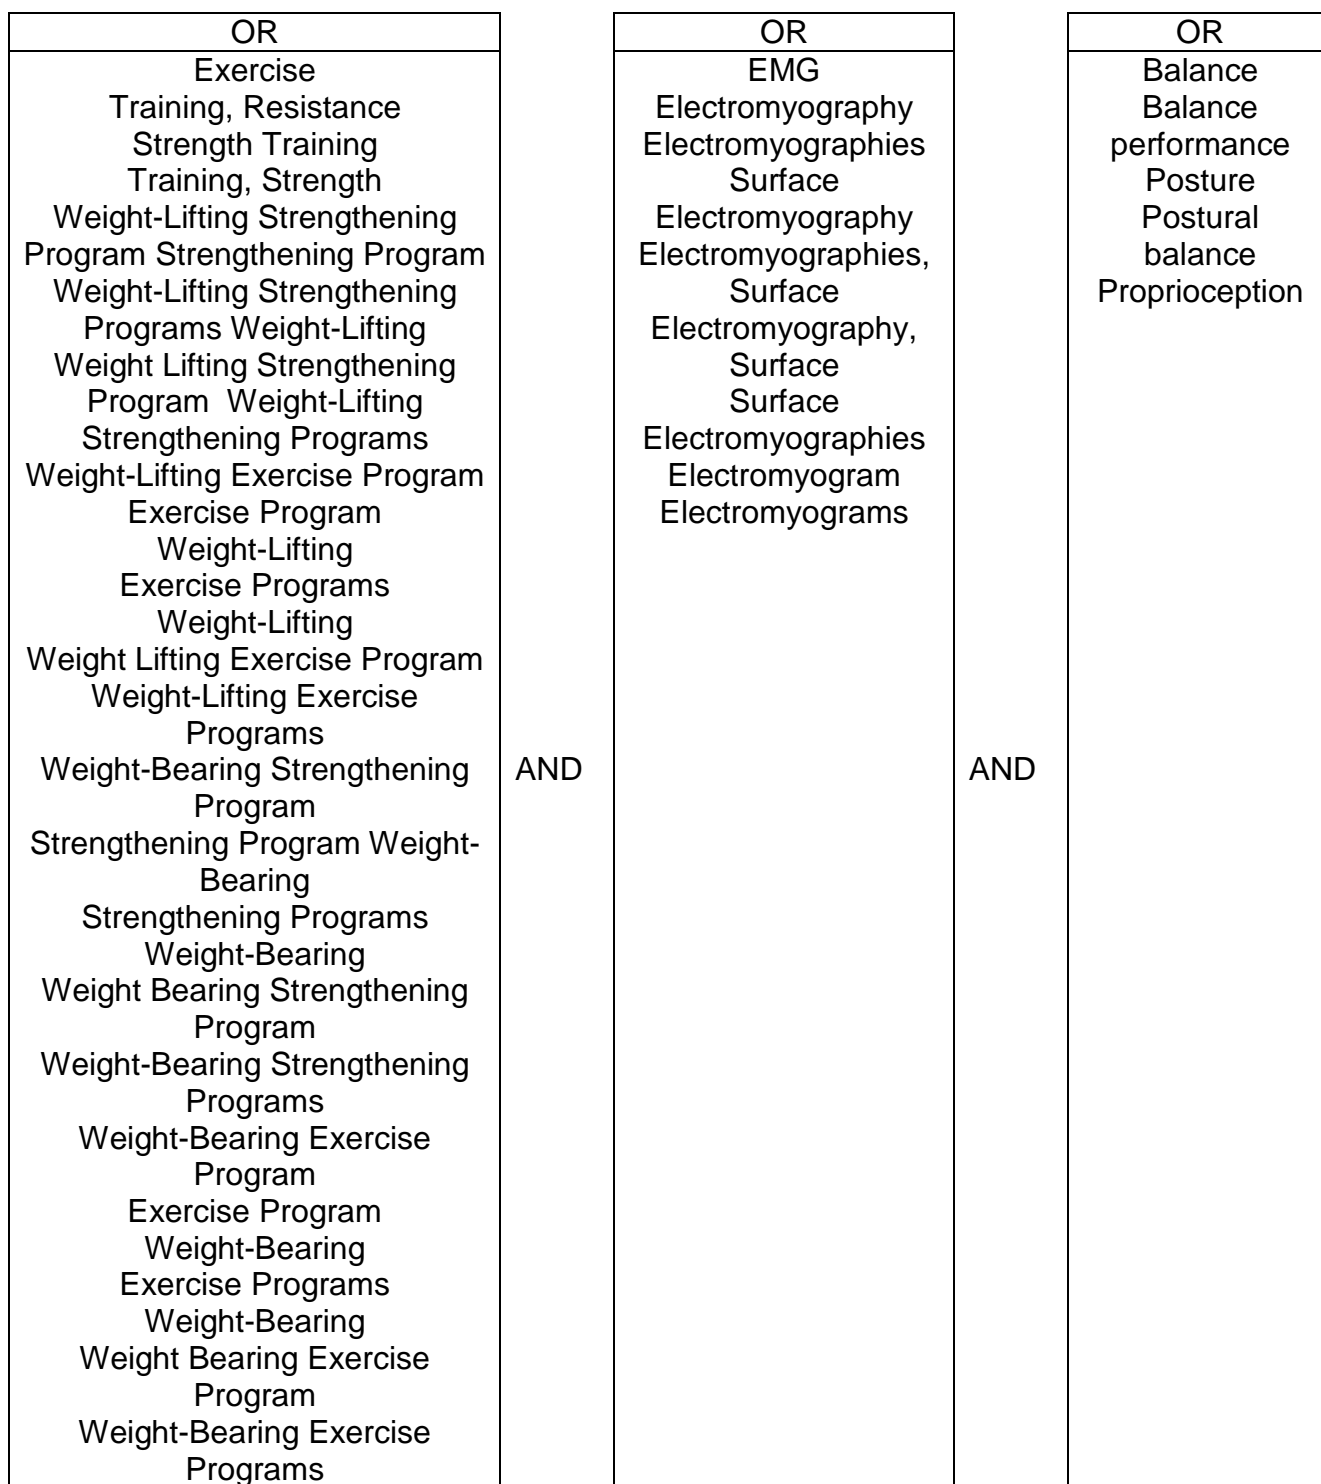 OR
Exercise
Training, Resistance
Strength Training
Training, Strength
Weight-Lifting Strengthening
Program Strengthening Program
Weight-Lifting Strengthening
Programs Weight-Lifting
Weight Lifting Strengthening
Program Weight-Lifting
Strengthening Programs
Weight-Lifting Exercise Program
Exercise Program
Weight-Lifting
Exercise Programs
Weight-Lifting
Weight Lifting Exercise Program
Weight-Lifting Exercise
Programs
Weight-Bearing Strengthening
Program
Strengthening Program Weight-
Bearing
Strengthening Programs
Weight-Bearing
Weight Bearing Strengthening
Program
Weight-Bearing Strengthening
Programs
Weight-Bearing Exercise
Program
Exercise Program
Weight-Bearing
Exercise Programs
Weight-Bearing
Weight Bearing Exercise
Program
Weight-Bearing Exercise
Programs
AND
OR
EMG
Electromyography
Electromyographies
Surface
Electromyography
Electromyographies,
Surface
Electromyography,
Surface
Surface
Electromyographies
Electromyogram
Electromyograms
AND
OR
Balance
Balance
performance
Posture
Postural
balance
Proprioception